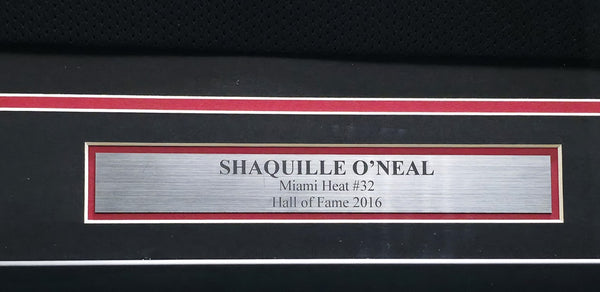 SHAQUILLE O’NEAL
Miami Heat #32
Hall of Fame 2016